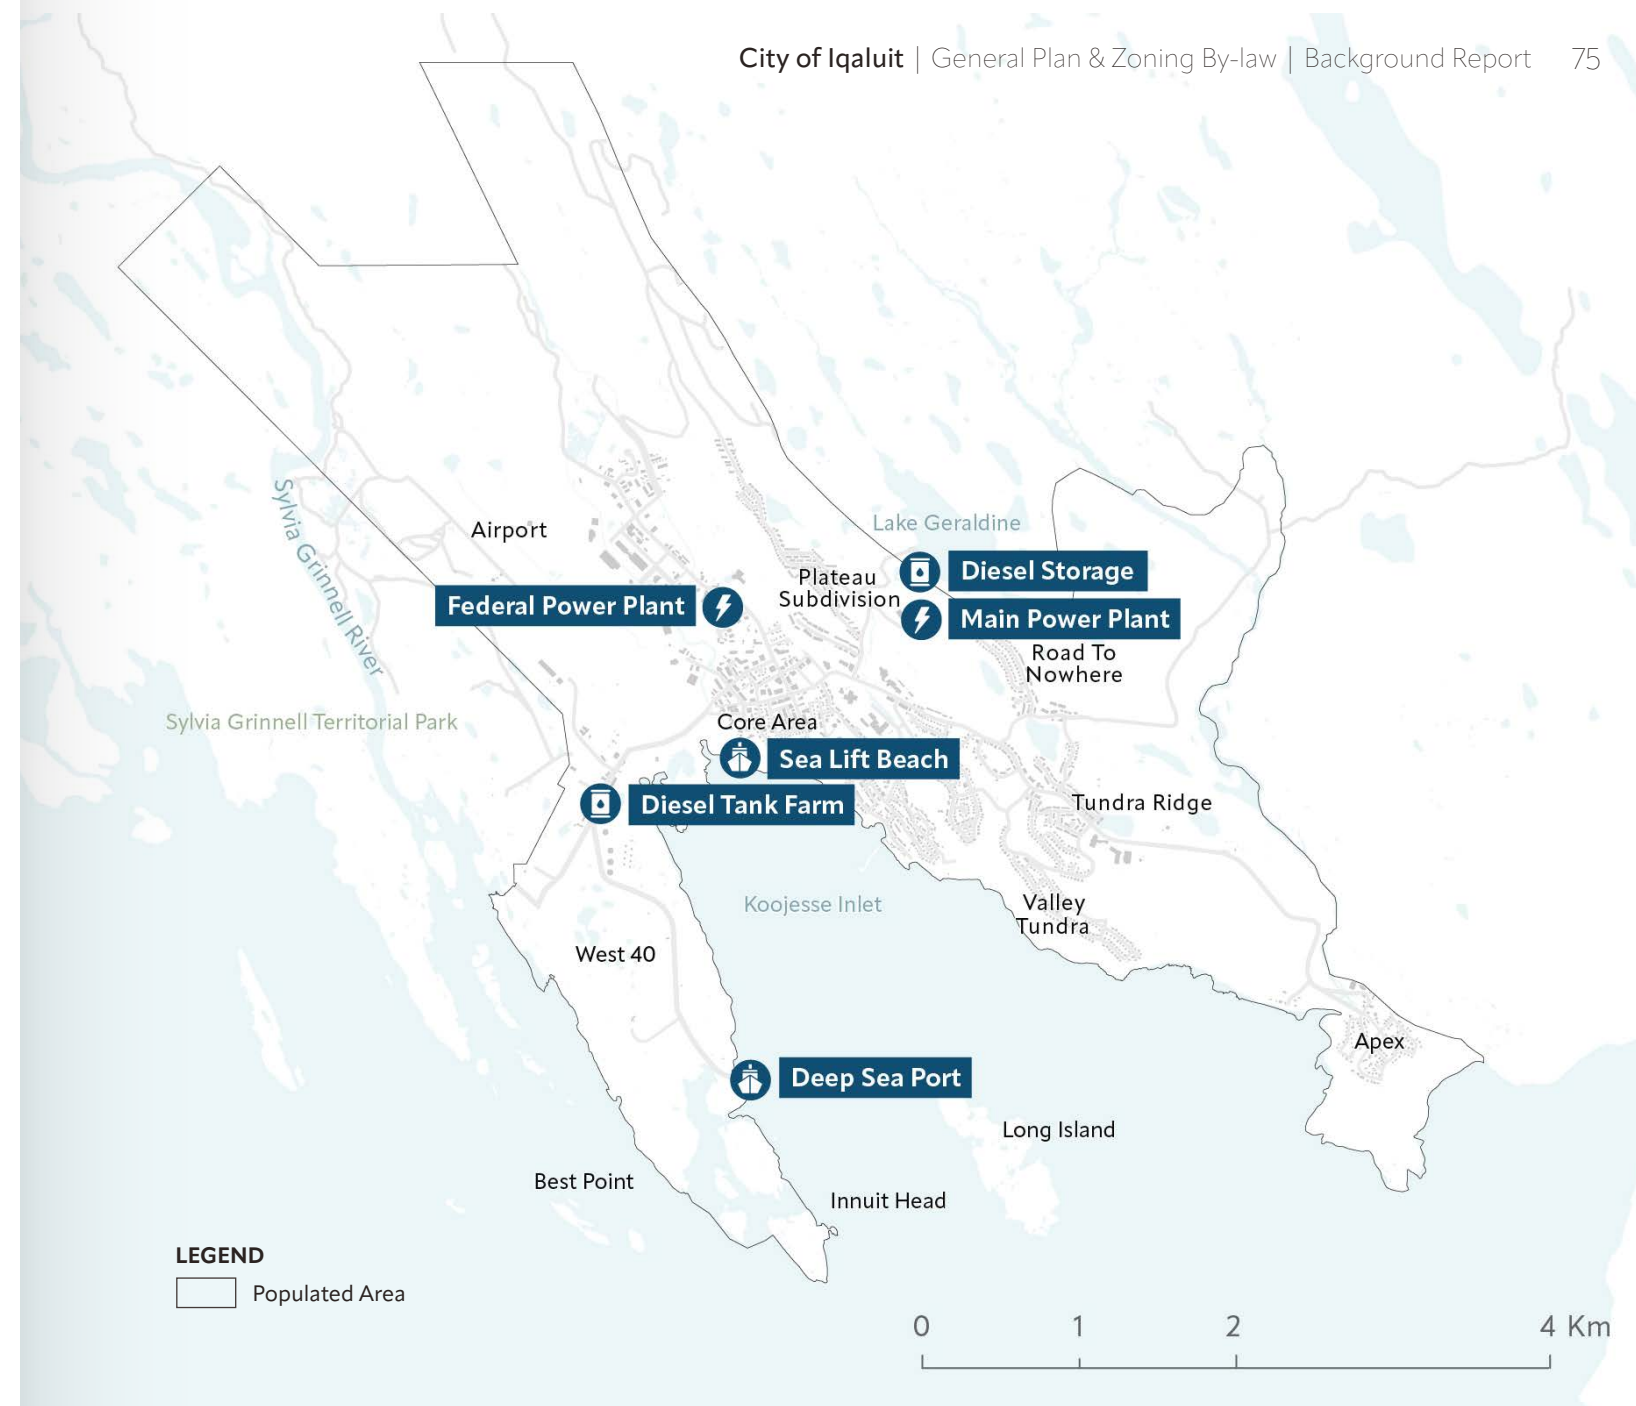 City of Iqaluit | General Plan & Zoning By-law | Background Report 75
Lake Geraldine
Airport
Diesel Storage
Plateau
Subdivision
Federal Power Plant
Main Power Plant
Sylvia Grinnell River
Road To
Nowhere
Sylvia Grinnell Territorial Park
Core Area
Sea Lift Beach
Diesel Tank Farm
Tundra Ridge
Koojesse Inlet
Valley
Tundra
West 40
Apex
Deep Sea Port
Long Island
Best Point
Innuit Head
LEGEND
Populated Area
0 1 2 4 Km